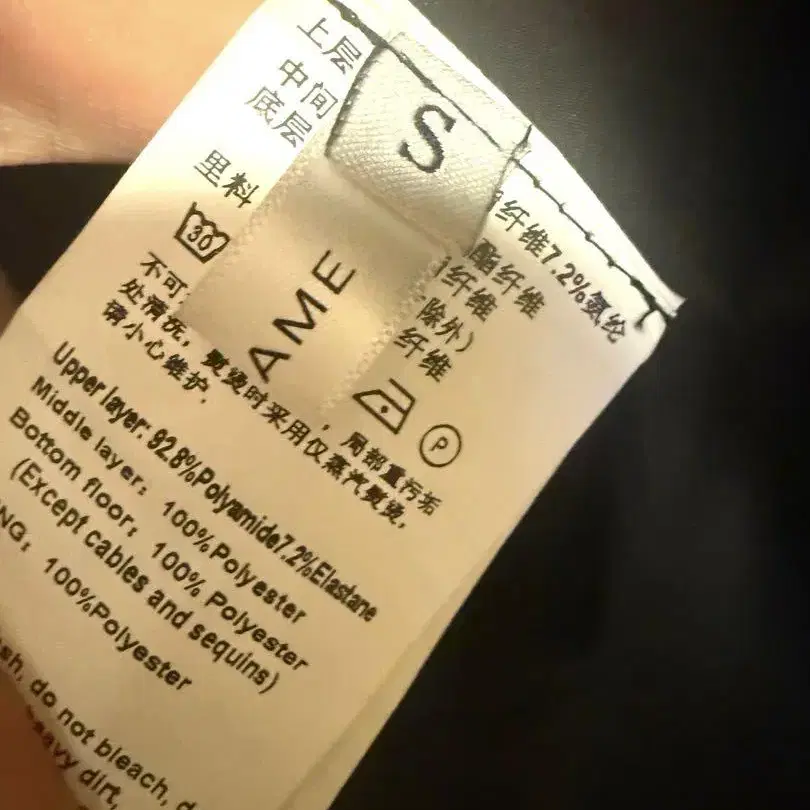 上层
中间
底层
S
纤维7.2%氨纶
酯纤维
纤维
除外)
里料
纤维
AME
30
P
不可
,局部重污垢
处清洗,熨烫时采用仅蒸汽熨烫,
请小心维护.
Upper layer: 92.8%Polyamide7.2%Elastane
Middle layer: 100%Polyester
Bottom floor: 100% Polyester
(Except cables and sequins)
NG: 100%Polyester
sh, do not bleach, d
eavy dirt,